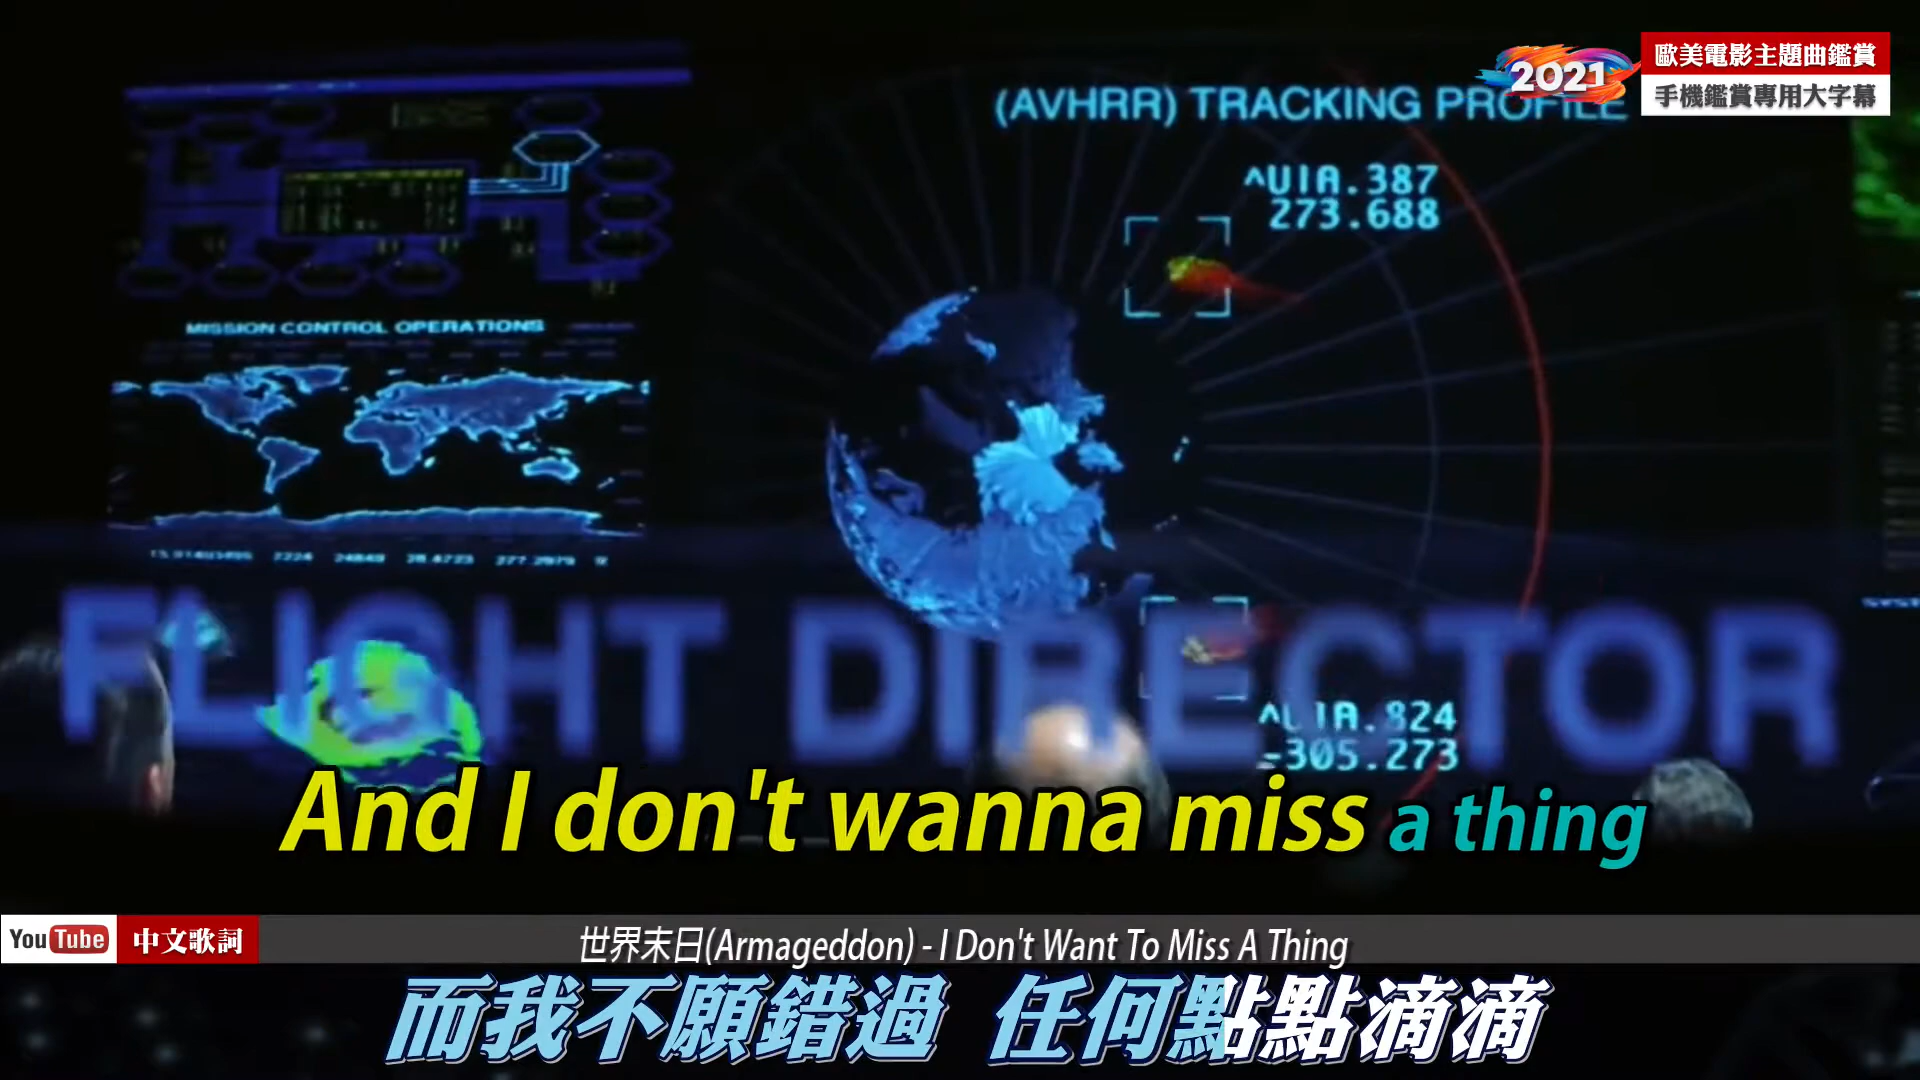 2021
歐美電影主題曲鑑賞
手機鑑賞專用大字幕
(AVHRR) TRACKING PROFILE
^UIA.387
273.688
MISSION CONTROL OPERATIONS
2224
FLIGHT DIRECTOR
-305.273
And I don't wanna miss a thing
YouTube
中文歌詞
世界末日(Armageddon) - I Don't Want To Miss A Thing
而我不願錯過 任何點點滴滴